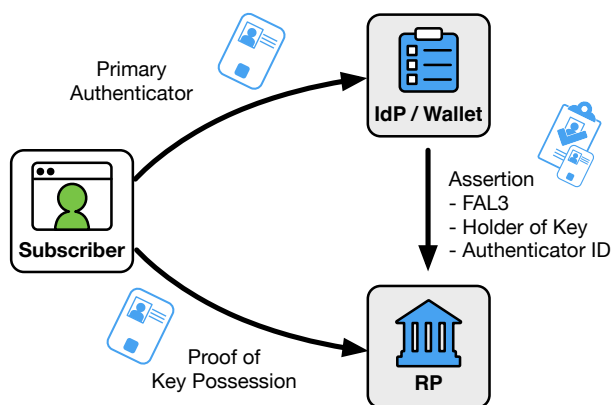 Primary
Authenticator
IdP / Wallet
Subscriber
Assertion
- FAL3
- Holder of Key
- Authenticator ID
Proof of
Key Possession
RP